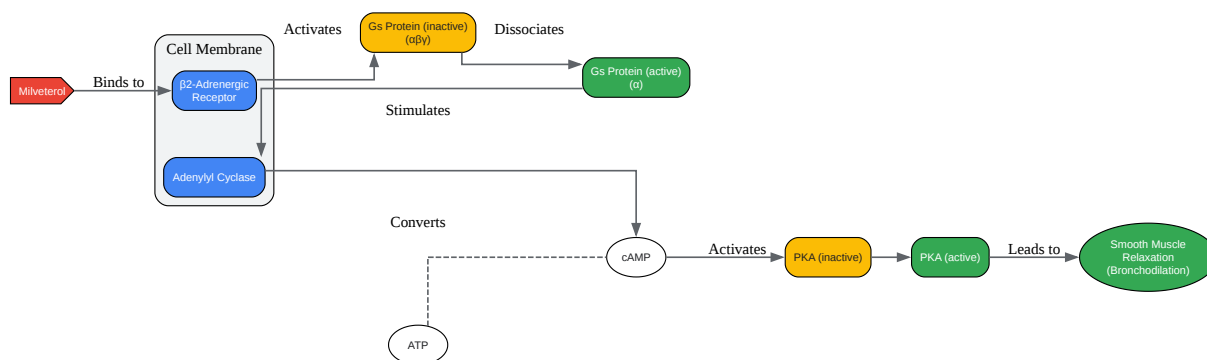 Activates
Gs Protein (inactive)
(αβγ)
Dissociates
Cell Membrane
Gs Protein (active)
(α)
Milveterol
Binds to
β2-Adrenergic
Receptor
Stimulates
Adenylyl Cyclase
Converts
cAMP
Activates
PKA (inactive)
PKA (active)
Leads to
Smooth Muscle
Relaxation
(Bronchodilation)
ATP